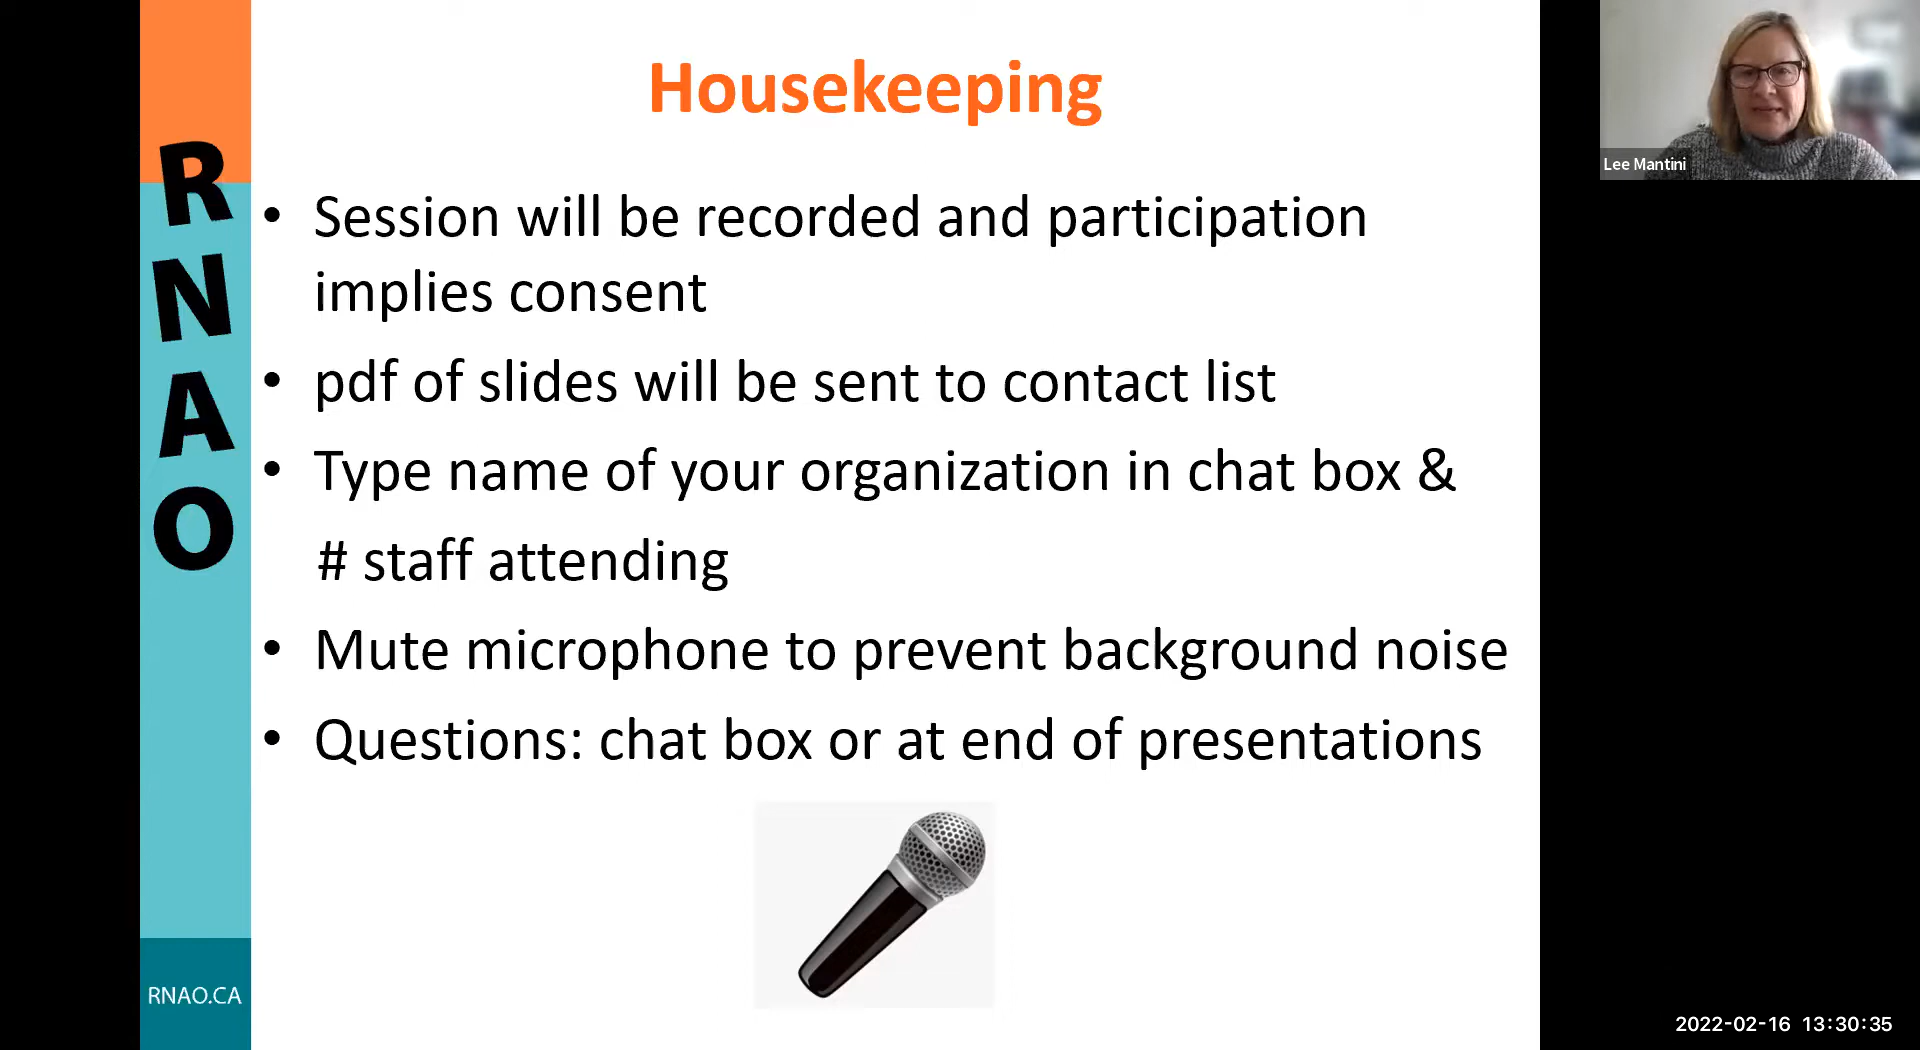 Housekeeping
R
N
A
O
• Session will be recorded and participation
implies consent
• pdf of slides will be sent to contact list
• Type name of your organization in chat box &
# staff attending
• Mute microphone to prevent background noise
• Questions: chat box or at end of presentations
RNAO.CA
Lee Mantini
2022-02-16 13:30:35